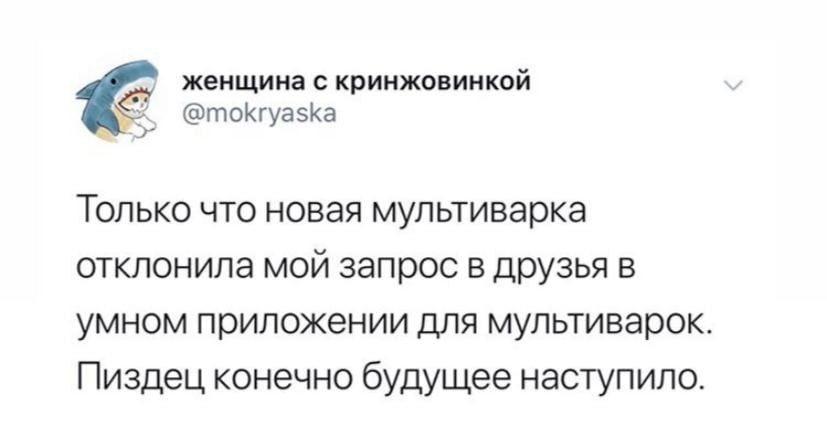 женщина с кринжовинкой
@mokryaska
Только что новая мультиварка
отклонила мой запрос в друзья в
умном приложении для мультиварок.
Пиздец конечно будущее наступило.